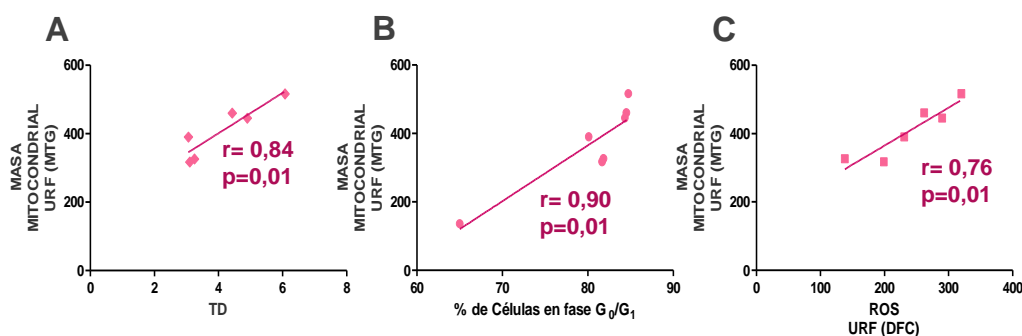 A
MASA
MITOCONDRIAL
URF (MTG)
600
400
200
0
r= 0,84
p=0,01
0 2 4 6 8
TD
B
MASA
MITOCONDRIAL
URF (MTG)
600
400
200
0
r= 0,90
p=0,01
60 70 80 90
% de Células en fase G₀/G₁
C
MASA
MITOCONDRIAL
URF (MTG)
600
400
200
0
r= 0,76
p=0,01
0 100 200 300 400
ROS
URF (DFC)